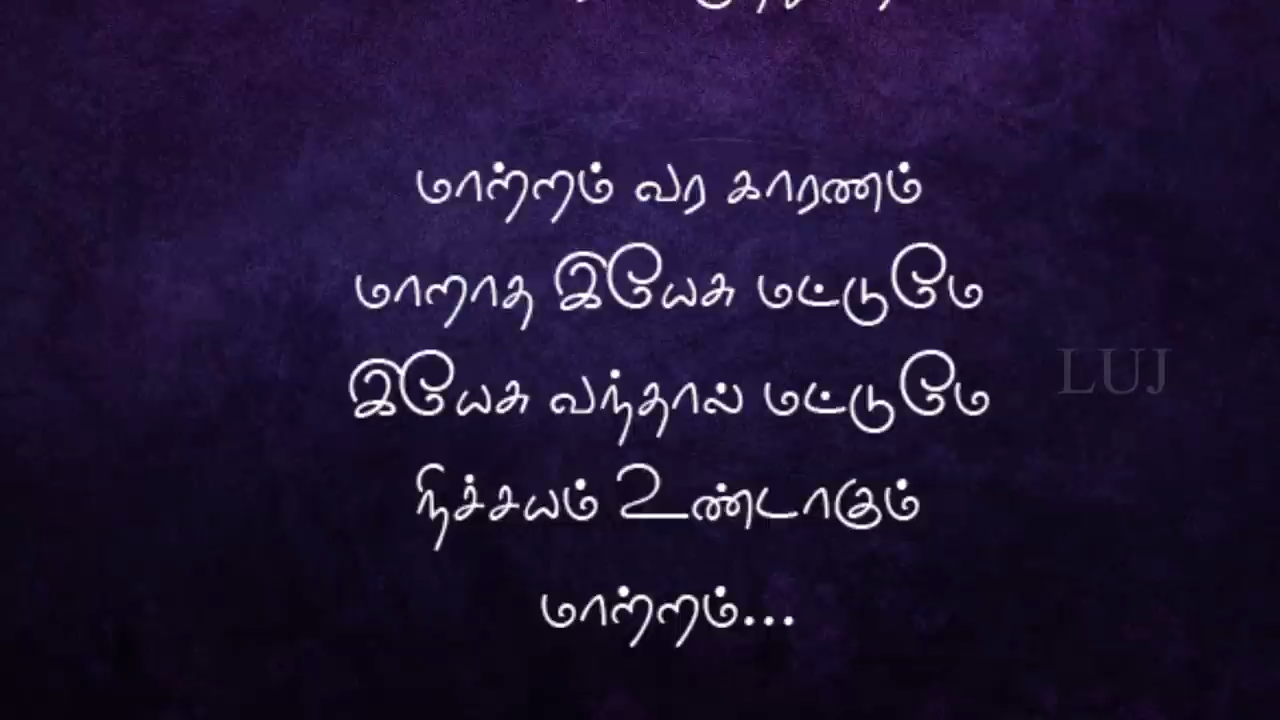 மாற்றம் வர காரணம்
மாறாத இயேசு மட்டுமே
இயேசு வந்தால் மட்டுமே
LUJ
நிச்சயம் உண்டாகும்
மாற்றம்...